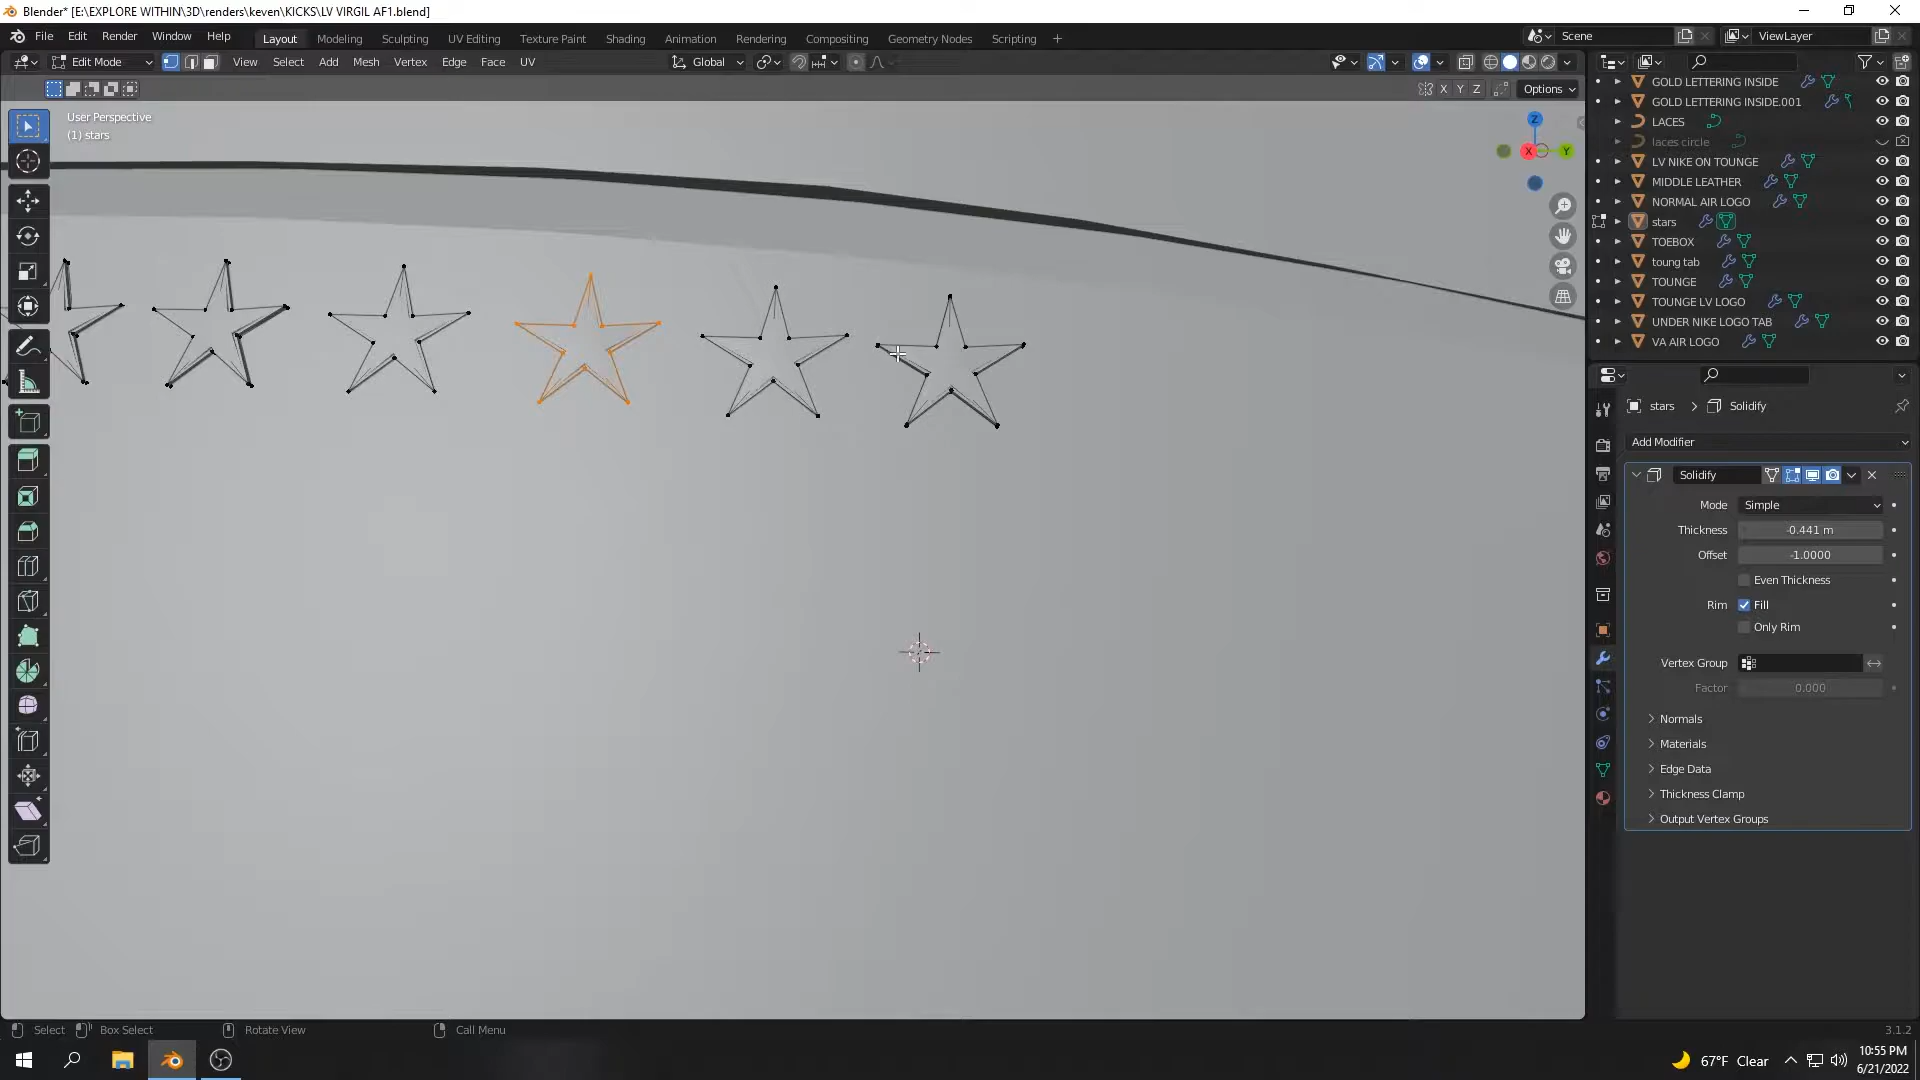 Blender* [E:\EXPLORE WITHIN\3D\renders\keven\KICKS\LV VIRGIL AF1.blend]
File Edit Render Window Help Layout Modeling Sculpting UV Editing Texture Paint Shading Animation Rendering Compositing Geometry Nodes Scripting + Scene ViewLayer
Edit Mode View Select Add Mesh Vertex Edge Face UV Global
X Y Z Options
User Perspective
(1) stars
Z
X
Y
GOLD LETTERING INSIDE
GOLD LETTERING INSIDE.001
LACES
laces circle
LV NIKE ON TOUNGE
MIDDLE LEATHER
NORMAL AIR LOGO
stars
TOEBOX
toung tab
TOUNGE
TOUNGE LV LOGO
UNDER NIKE LOGO TAB
VA AIR LOGO
stars > Solidify
Add Modifier
Solidify
Mode Simple
Thickness -0.441 m
Offset -1.0000
Even Thickness
Rim Fill
Only Rim
Vertex Group
Factor 0.000
Normals
Materials
Edge Data
Thickness Clamp
Output Vertex Groups
Select Box Select Rotate View Call Menu 3.1.2
67°F Clear
10:55 PM
6/21/2022